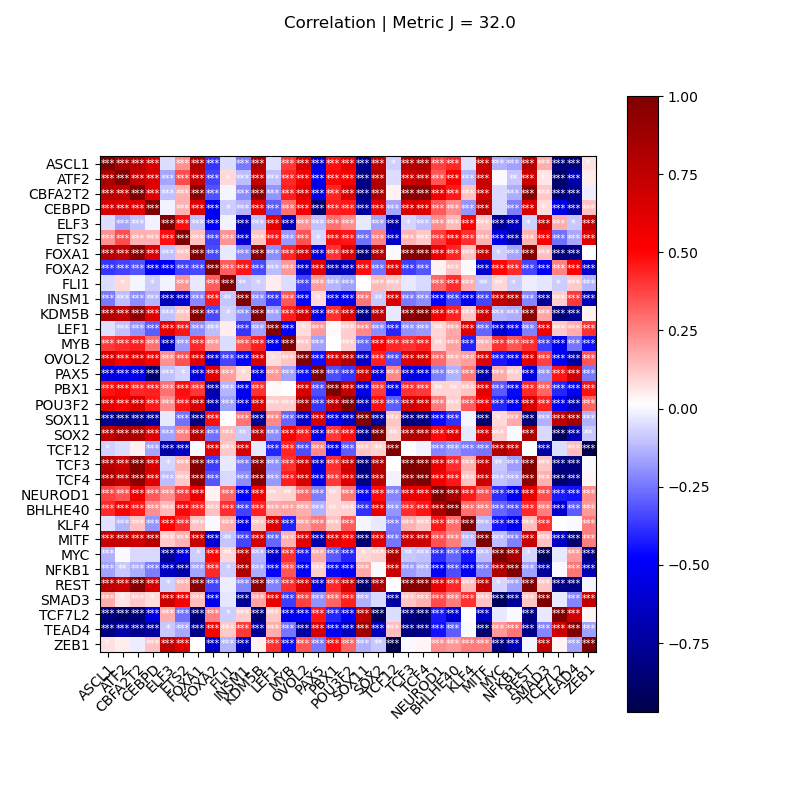 Correlation | Metric J = 32.0
ASCL1
ATF2
CBFA2T2
CEBPD
ELF3
ETS2
FOXA1
FOXA2
FLI1
INSM1
KDM5B
LEF1
MYB
OVOL2
PAX5
PBX1
POU3F2
SOX11
SOX2
TCF12
TCF3
TCF4
NEUROD1
BHLHE40
KLF4
MITF
MYC
NFKB1
REST
SMAD3
TCF7L2
TEAD4
ZEB1
ASCL1
ATF2
CBFA2T2
CEBPD
ELF3
ETS2
FOXA1
FOXA2
FLI1
INSM1
KDM5B
LEF1
MYB
OVOL2
PAX5
PBX1
POU3F2
SOX11
SOX2
TCF12
TCF3
TCF4
NEUROD1
BHLHE40
KLF4
MITF
MYC
NFKB1
REST
SMAD3
TCF7L2
TEAD4
ZEB1
1.00
0.75
0.50
0.25
0.00
−0.25
−0.50
−0.75